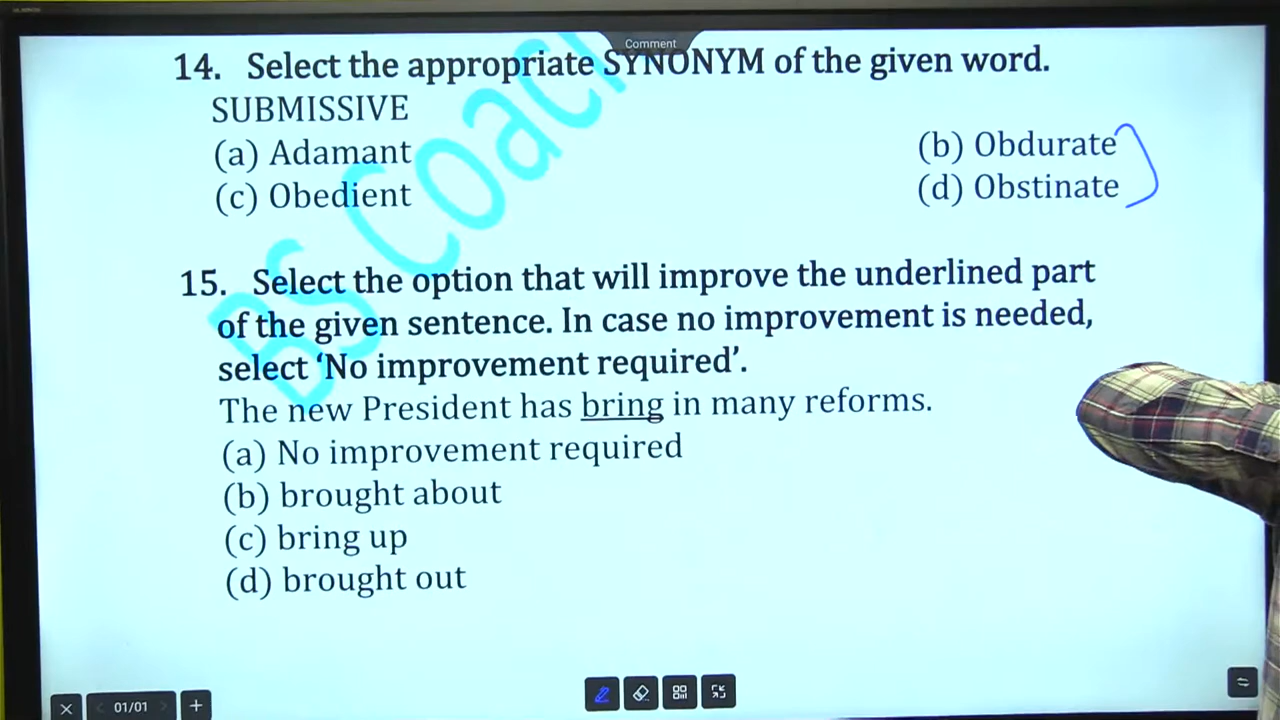 Comment
14. Select the appropriate SYNONYM of the given word.
SUBMISSIVE
(a) Adamant (b) Obdurate
(c) Obedient (d) Obstinate
15. Select the option that will improve the underlined part
of the given sentence. In case no improvement is needed,
select ‘No improvement required’.
The new President has bring in many reforms.
(a) No improvement required
(b) brought about
(c) bring up
(d) brought out
BS Coach
01/01